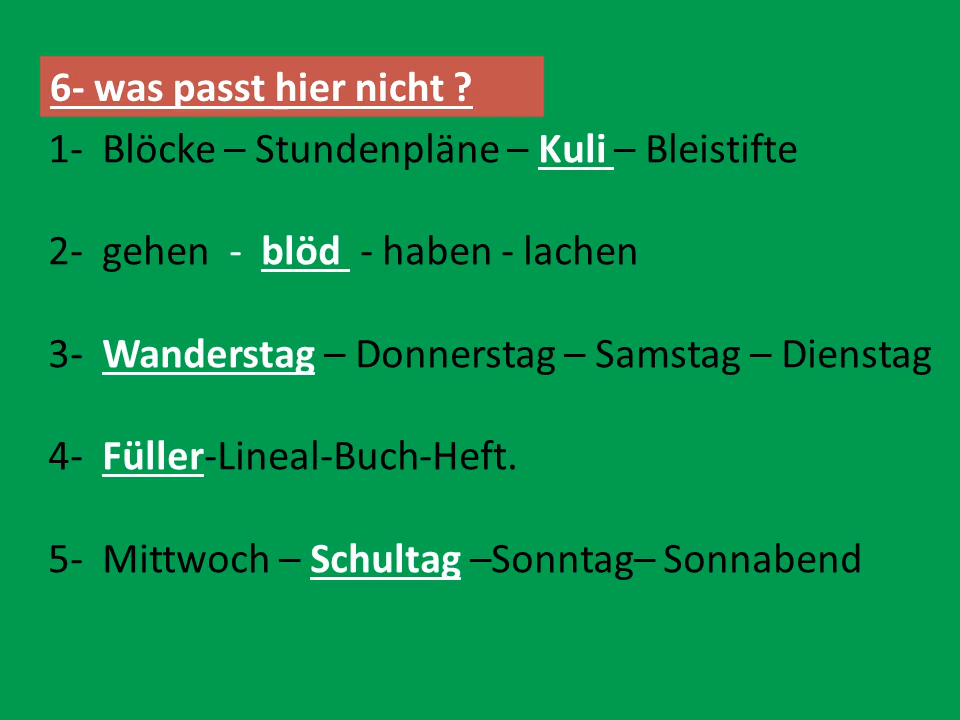 6- was passt hier nicht ?
1- Blöcke – Stundenpläne – Kuli – Bleistifte
2- gehen - blöd - haben - lachen
3- Wanderstag – Donnerstag – Samstag – Dienstag
4- Füller-Lineal-Buch-Heft.
5- Mittwoch – Schultag –Sonntag– Sonnabend